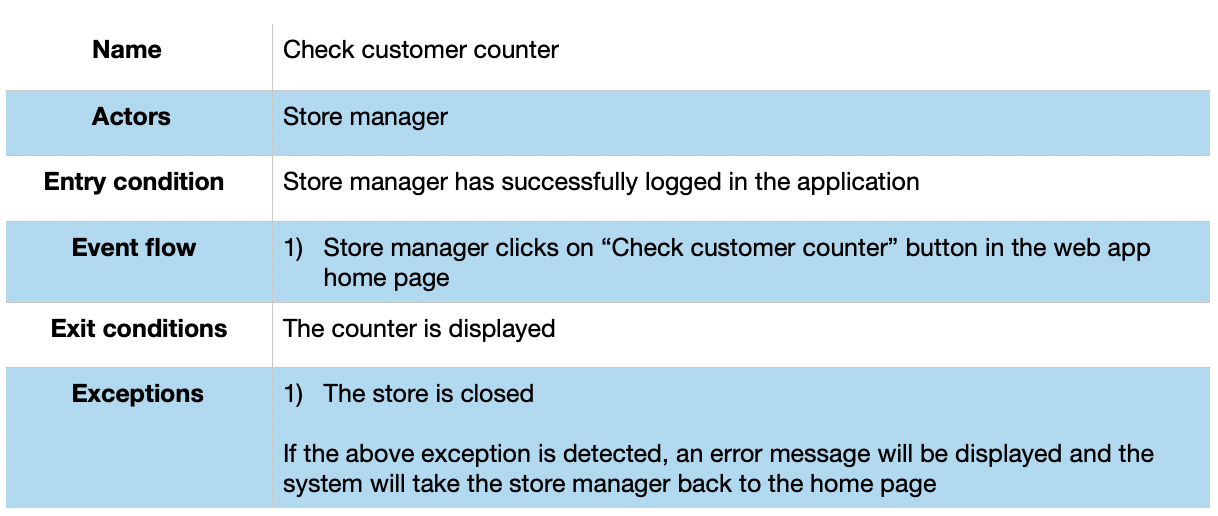 Name Check customer counter
Actors Store manager
Entry condition Store manager has successfully logged in the application
Event flow 1) Store manager clicks on “Check customer counter” button in the web app
home page
Exit conditions The counter is displayed
Exceptions 1) The store is closed
If the above exception is detected, an error message will be displayed and the
system will take the store manager back to the home page